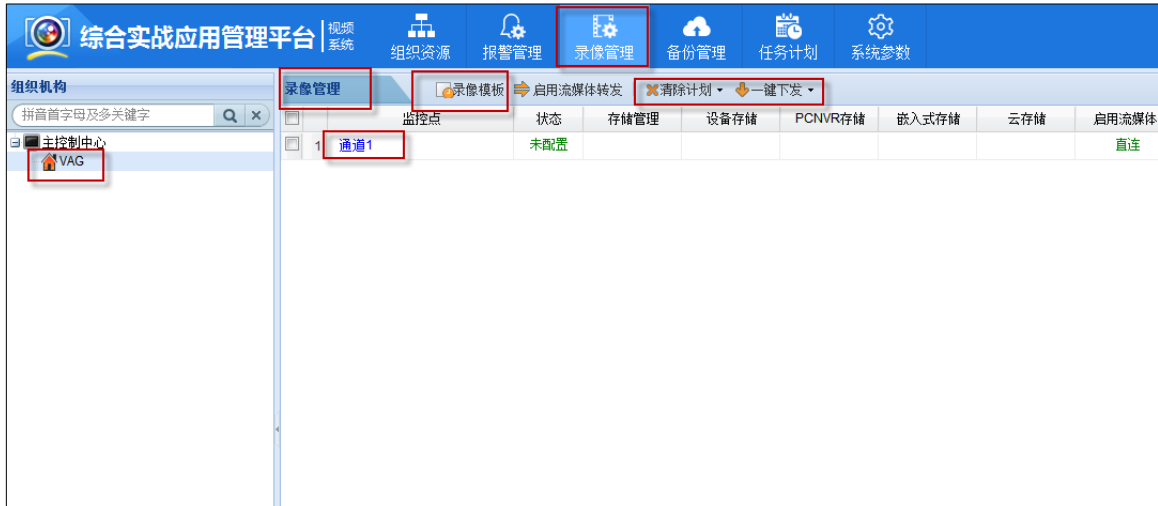 综合实战应用管理平台 视频系统
组织资源 报警管理 录像管理 备份管理 任务计划 系统参数
组织机构
拼音首字母及多关键字
主控制中心
VAG
录像管理 录像模板 启用流媒体转发 清除计划 一键下发
监控点 状态 存储管理 设备存储 PCNVR存储 嵌入式存储 云存储 启用流媒体
1 通道1 未配置 直连